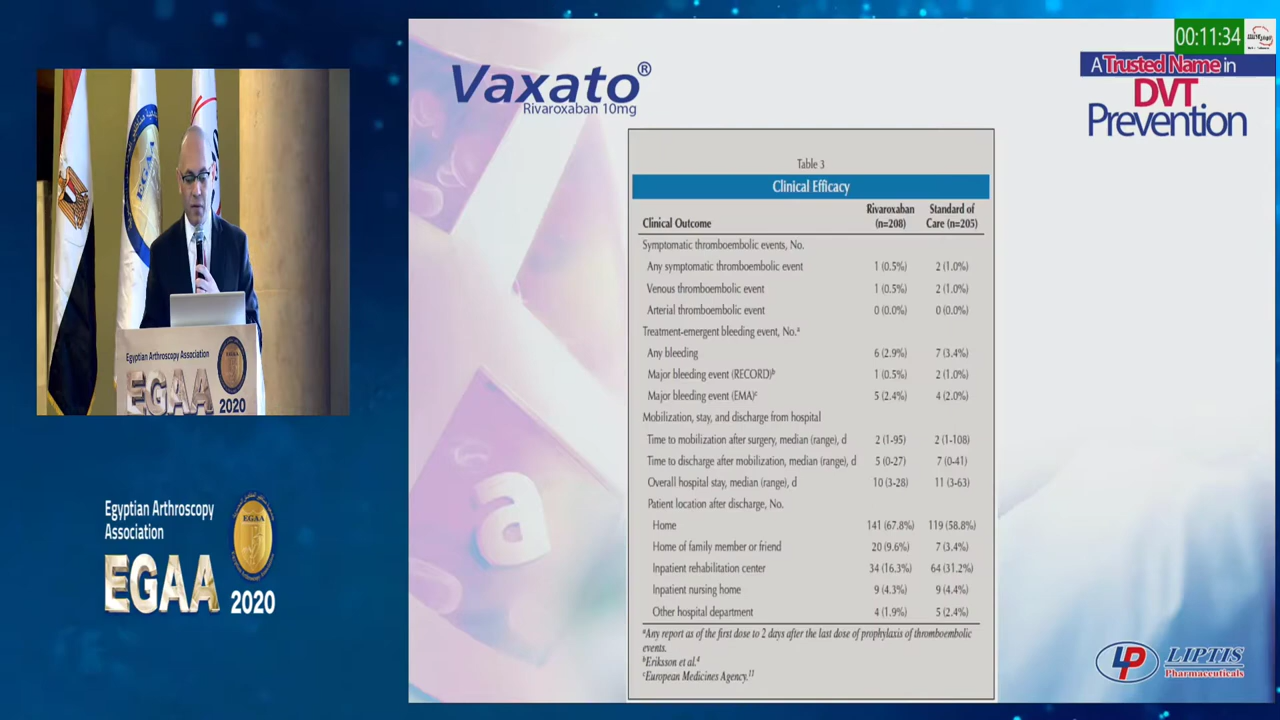 00:11:34
Vaxato®
Rivaroxaban 10mg
A Trusted Name in
DVT
Prevention
Table 3
Clinical Efficacy
Clinical Outcome Rivaroxaban (n=208) Standard of Care (n=205)
Symptomatic thromboembolic events, No.
Any symptomatic thromboembolic event 1 (0.5%) 2 (1.0%)
Venous thromboembolic event 1 (0.5%) 2 (1.0%)
Arterial thromboembolic event 0 (0.0%) 0 (0.0%)
Treatment-emergent bleeding event, No.ᵃ
Any bleeding 6 (2.9%) 7 (3.4%)
Major bleeding event (RECORD)ᵇ 1 (0.5%) 2 (1.0%)
Major bleeding event (EMA)ᶜ 5 (2.4%) 4 (2.0%)
Mobilization, stay, and discharge from hospital
Time to mobilization after surgery, median (range), d 2 (1-95) 2 (1-108)
Time to discharge after mobilization, median (range), d 5 (0-27) 7 (0-41)
Overall hospital stay, median (range), d 10 (3-28) 11 (3-63)
Patient location after discharge, No.
Home 141 (67.8%) 119 (58.8%)
Home of family member or friend 20 (9.6%) 7 (3.4%)
Inpatient rehabilitation center 34 (16.3%) 64 (31.2%)
Inpatient nursing home 9 (4.3%) 9 (4.4%)
Other hospital department 4 (1.9%) 5 (2.4%)
ᵃAny report as of the first dose to 2 days after the last dose of prophylaxis of thromboembolic
events.
ᵇEriksson et al.⁴
ᶜEuropean Medicines Agency.¹¹
a
LP LIPTIS
Pharmaceuticals
Egyptian Arthroscopy Association
EGAA
EGAA 2020
Egyptian Arthroscopy
Association
EGAA 2020
EGAA